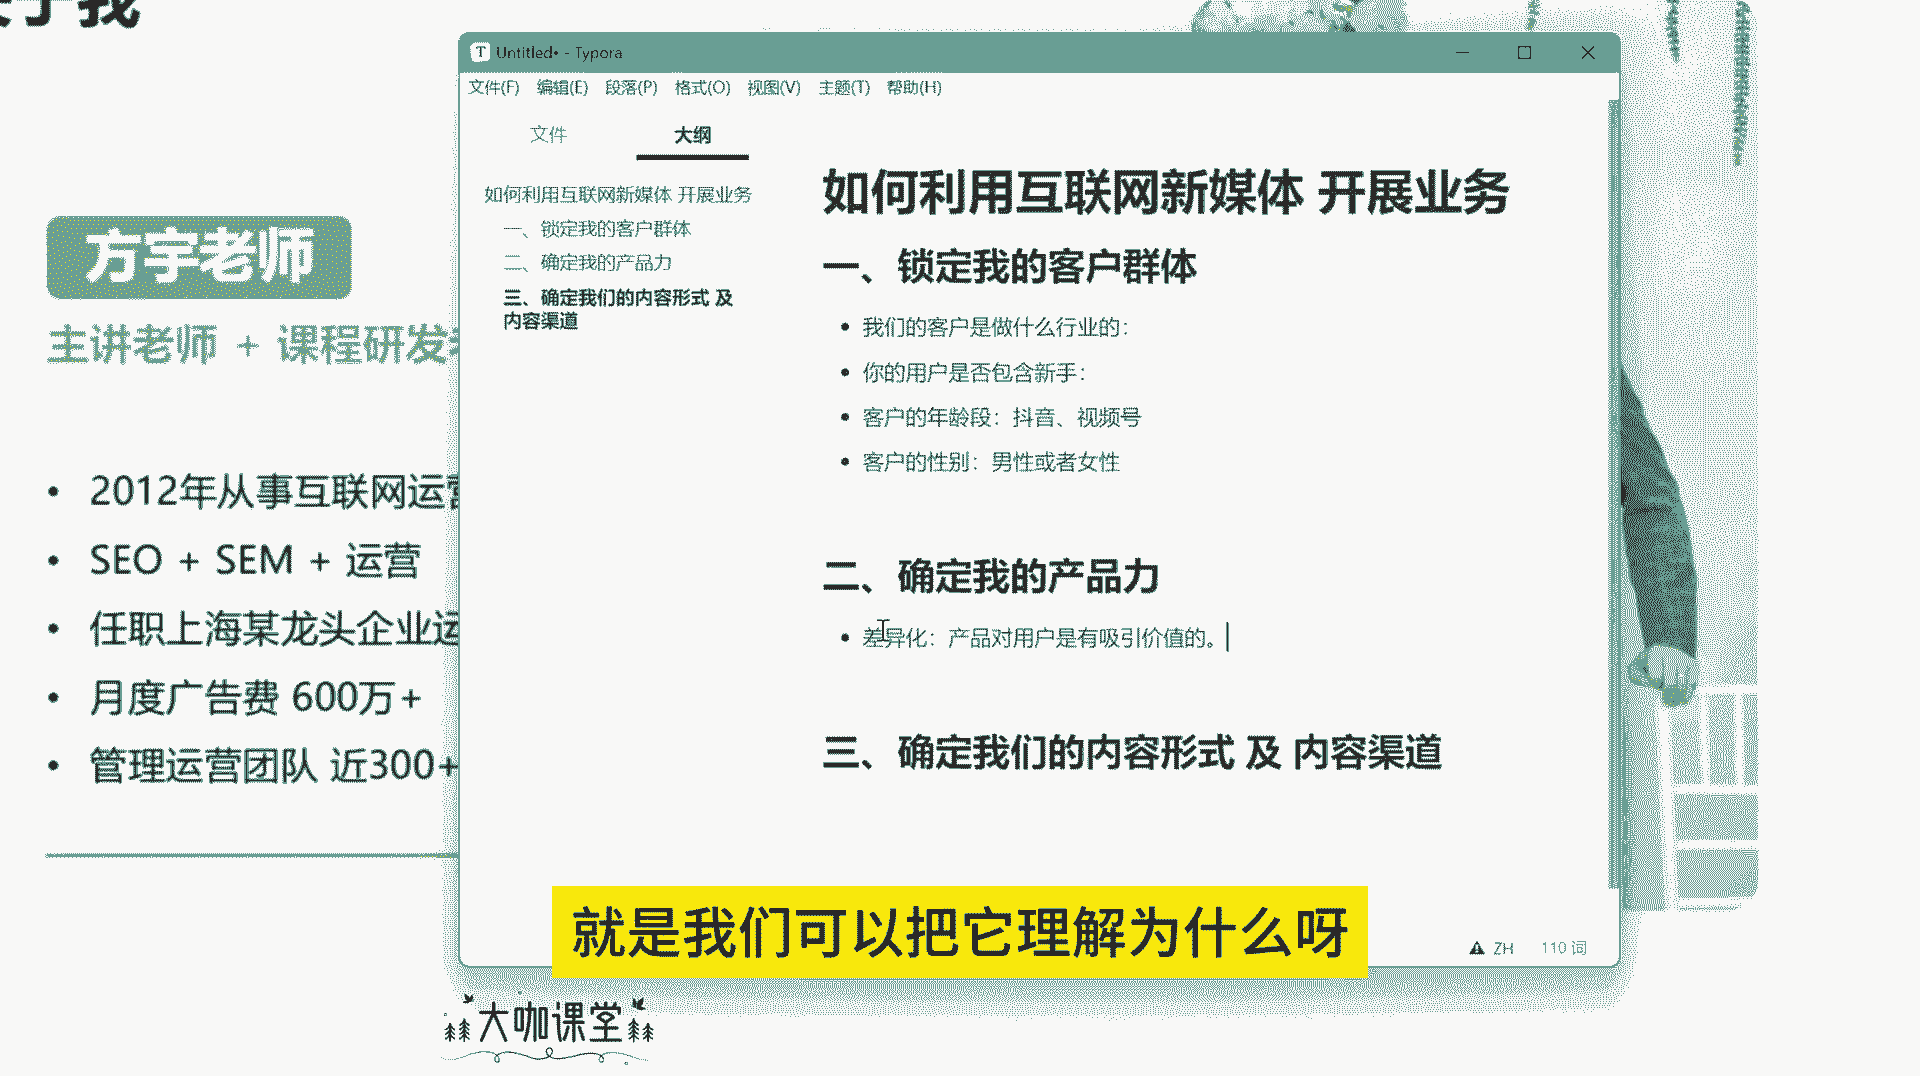 于我
方宇老师
主讲老师 + 课程研发
• 2012年从事互联网运营
• SEO + SEM + 运营
• 任职上海某龙头企业运
• 月度广告费 600万+
• 管理运营团队 近300+
Untitled• - Typora
文件(F) 编辑(E) 段落(P) 格式(O) 视图(V) 主题(T) 帮助(H)
文件 大纲
如何利用互联网新媒体 开展业务
一、锁定我的客户群体
二、确定我的产品力
三、确定我们的内容形式 及
内容渠道
如何利用互联网新媒体 开展业务
一、锁定我的客户群体
• 我们的客户是做什么行业的：
• 你的用户是否包含新手：
• 客户的年龄段：抖音、视频号
• 客户的性别：男性或者女性
二、确定我的产品力
• 差异化：产品对用户是有吸引价值的。
三、确定我们的内容形式 及 内容渠道
ZH 110 词
就是我们可以把它理解为什么呀
大咖课堂